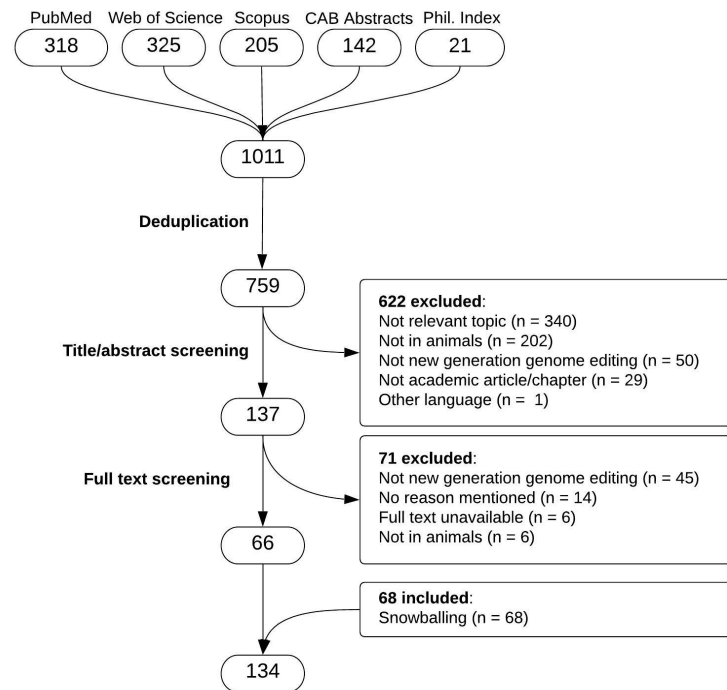 PubMed Web of Science Scopus CAB Abstracts Phil. Index
318 325 205 142 21
1011
Deduplication
759
622 excluded:
Not relevant topic (n = 340)
Not in animals (n = 202)
Not new generation genome editing (n = 50)
Not academic article/chapter (n = 29)
Other language (n = 1)
Title/abstract screening
137
71 excluded:
Not new generation genome editing (n = 45)
No reason mentioned (n = 14)
Full text unavailable (n = 6)
Not in animals (n = 6)
Full text screening
66
68 included:
Snowballing (n = 68)
134